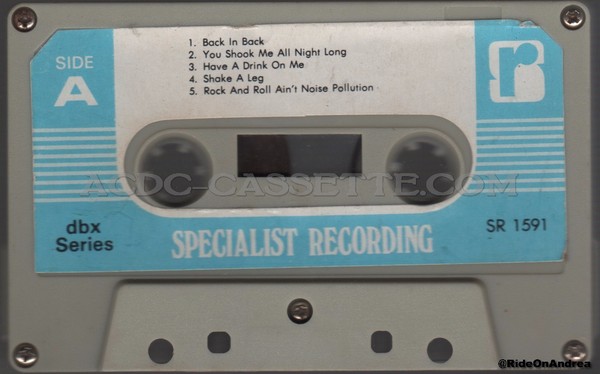 SIDE
A
1. Back In Back
2. You Shook Me All Night Long
3. Have A Drink On Me
4. Shake A Leg
5. Rock And Roll Ain't Noise Pollution
r
ACDC-CASSETTE.COM
dbx
Series
SPECIALIST RECORDING
SR 1591
@RideOnAndrea